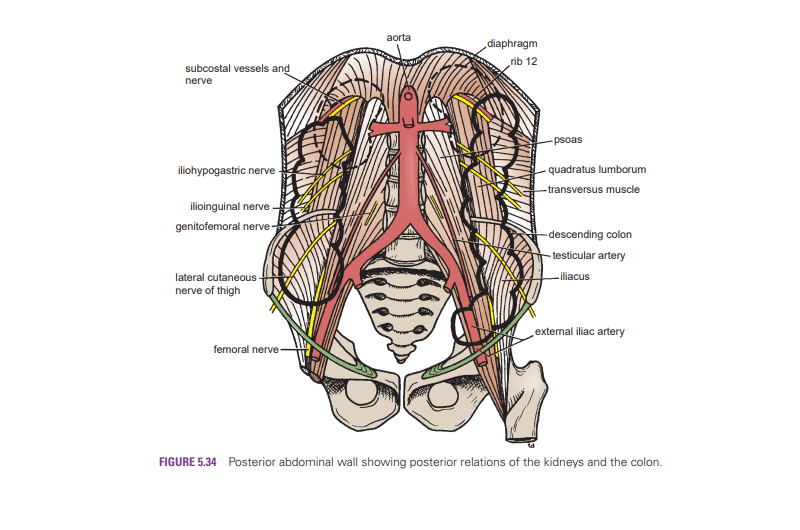 aorta
diaphragm
rib 12
subcostal vessels and
nerve
psoas
iliohypogastric nerve
quadratus lumborum
transversus muscle
ilioinguinal nerve
genitofemoral nerve
descending colon
testicular artery
lateral cutaneous
nerve of thigh
iliacus
external iliac artery
femoral nerve
FIGURE 5.34 Posterior abdominal wall showing posterior relations of the kidneys and the colon.